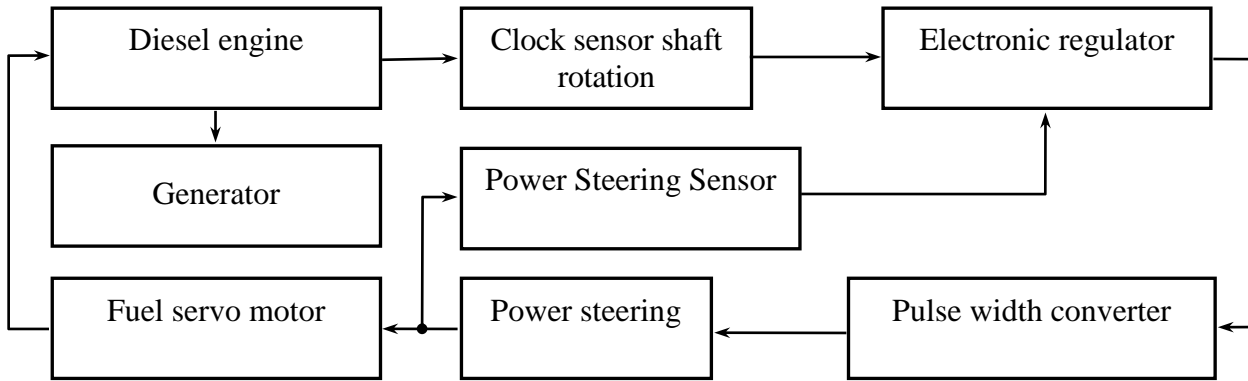 Diesel engine
Clock sensor shaft
rotation
Electronic regulator
Generator
Power Steering Sensor
Fuel servo motor
Power steering
Pulse width converter